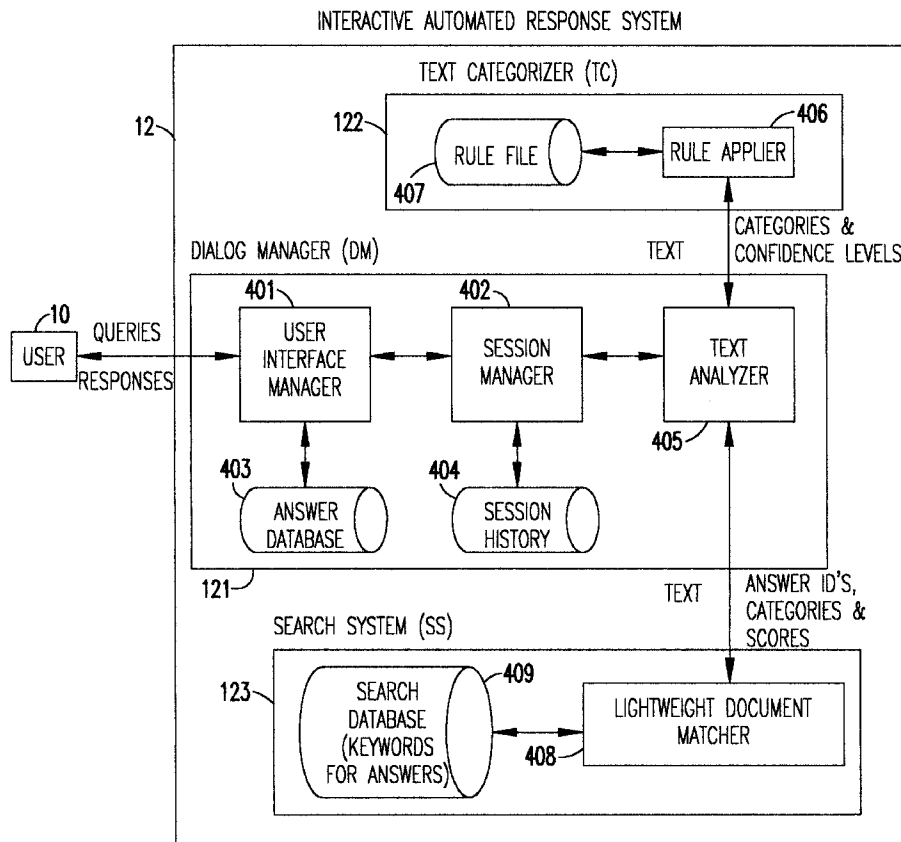 INTERACTIVE AUTOMATED RESPONSE SYSTEM
TEXT CATEGORIZER (TC)
12
122
406
RULE FILE
RULE APPLIER
407
CATEGORIES &
CONFIDENCE LEVELS
TEXT
DIALOG MANAGER (DM)
401
402
10
QUERIES
USER
RESPONSES
USER
INTERFACE
MANAGER
SESSION
MANAGER
TEXT
ANALYZER
405
403
404
ANSWER
DATABASE
SESSION
HISTORY
121
TEXT
ANSWER ID'S,
CATEGORIES &
SCORES
SEARCH SYSTEM (SS)
409
123
SEARCH
DATABASE
(KEYWORDS
FOR ANSWERS)
LIGHTWEIGHT DOCUMENT
MATCHER
408